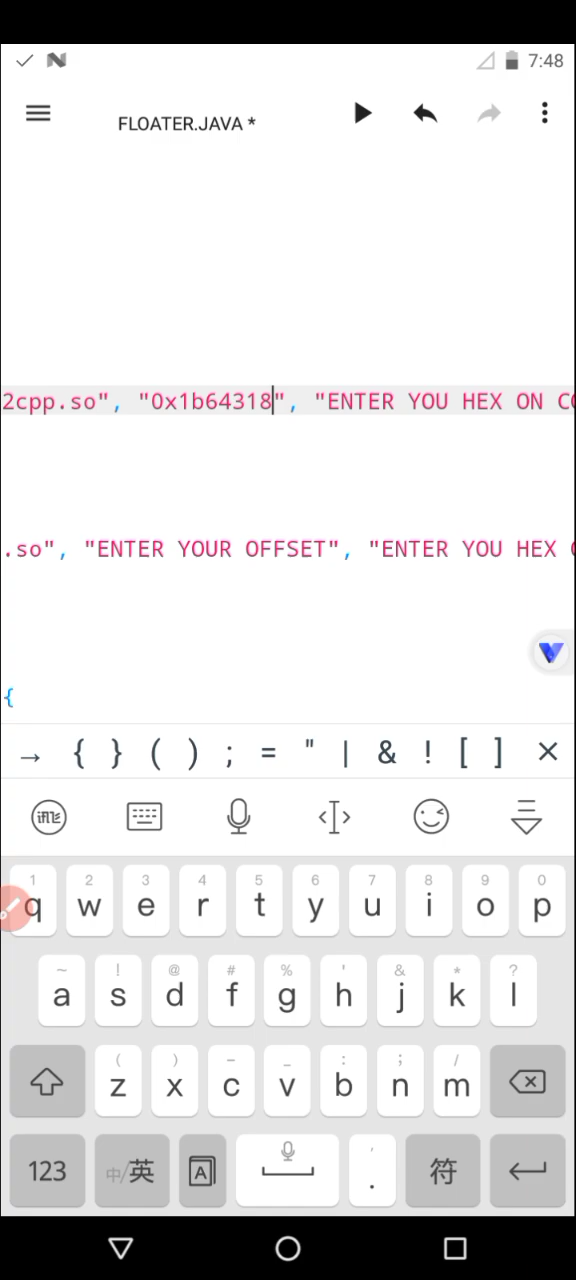 7:48
FLOATER.JAVA *
2cpp.so", "0x1b64318", "ENTER YOU HEX ON CO
.so", "ENTER YOUR OFFSET", "ENTER YOU HEX
{
→ { } ( ) ; = " | & ! [ ] ×
1 2 3 4 5 6 7 8 9 0
q w e r t y u i o p
~ ! @ # % ' & * ?
a s d f g h j k l
( ) – _ : ; /
z x c v b n m
123 中/英 A , . 符